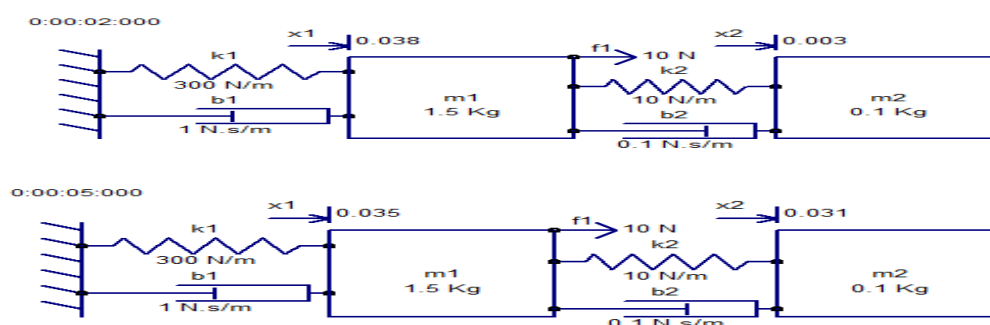 0:00:02:000
x1 0.038 f1 10 N x2 0.003
k1 k2
300 N/m 10 N/m
b1 m1 b2 m2
1 N.s/m 1.5 Kg 0.1 N.s/m 0.1 Kg
0:00:05:000
x1 0.035 f1 10 N x2 0.031
k1 k2
300 N/m 10 N/m
b1 m1 b2 m2
1 N.s/m 1.5 Kg 0.1 N.s/m 0.1 Kg